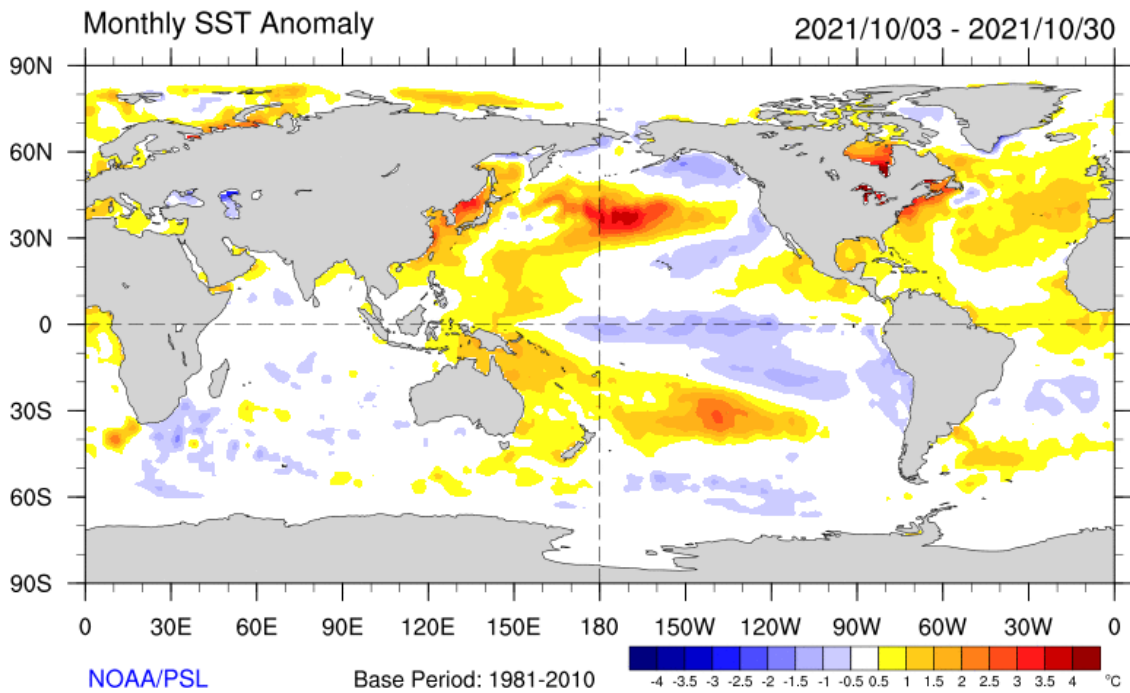 Monthly SST Anomaly 2021/10/03 - 2021/10/30
90N
60N
30N
0
30S
60S
90S
0 30E 60E 90E 120E 150E 180 150W 120W 90W 60W 30W 0
-4 -3.5 -3 -2.5 -2 -1.5 -1 -0.5 0.5 1 1.5 2 2.5 3 3.5 4 °C
NOAA/PSL Base Period: 1981-2010